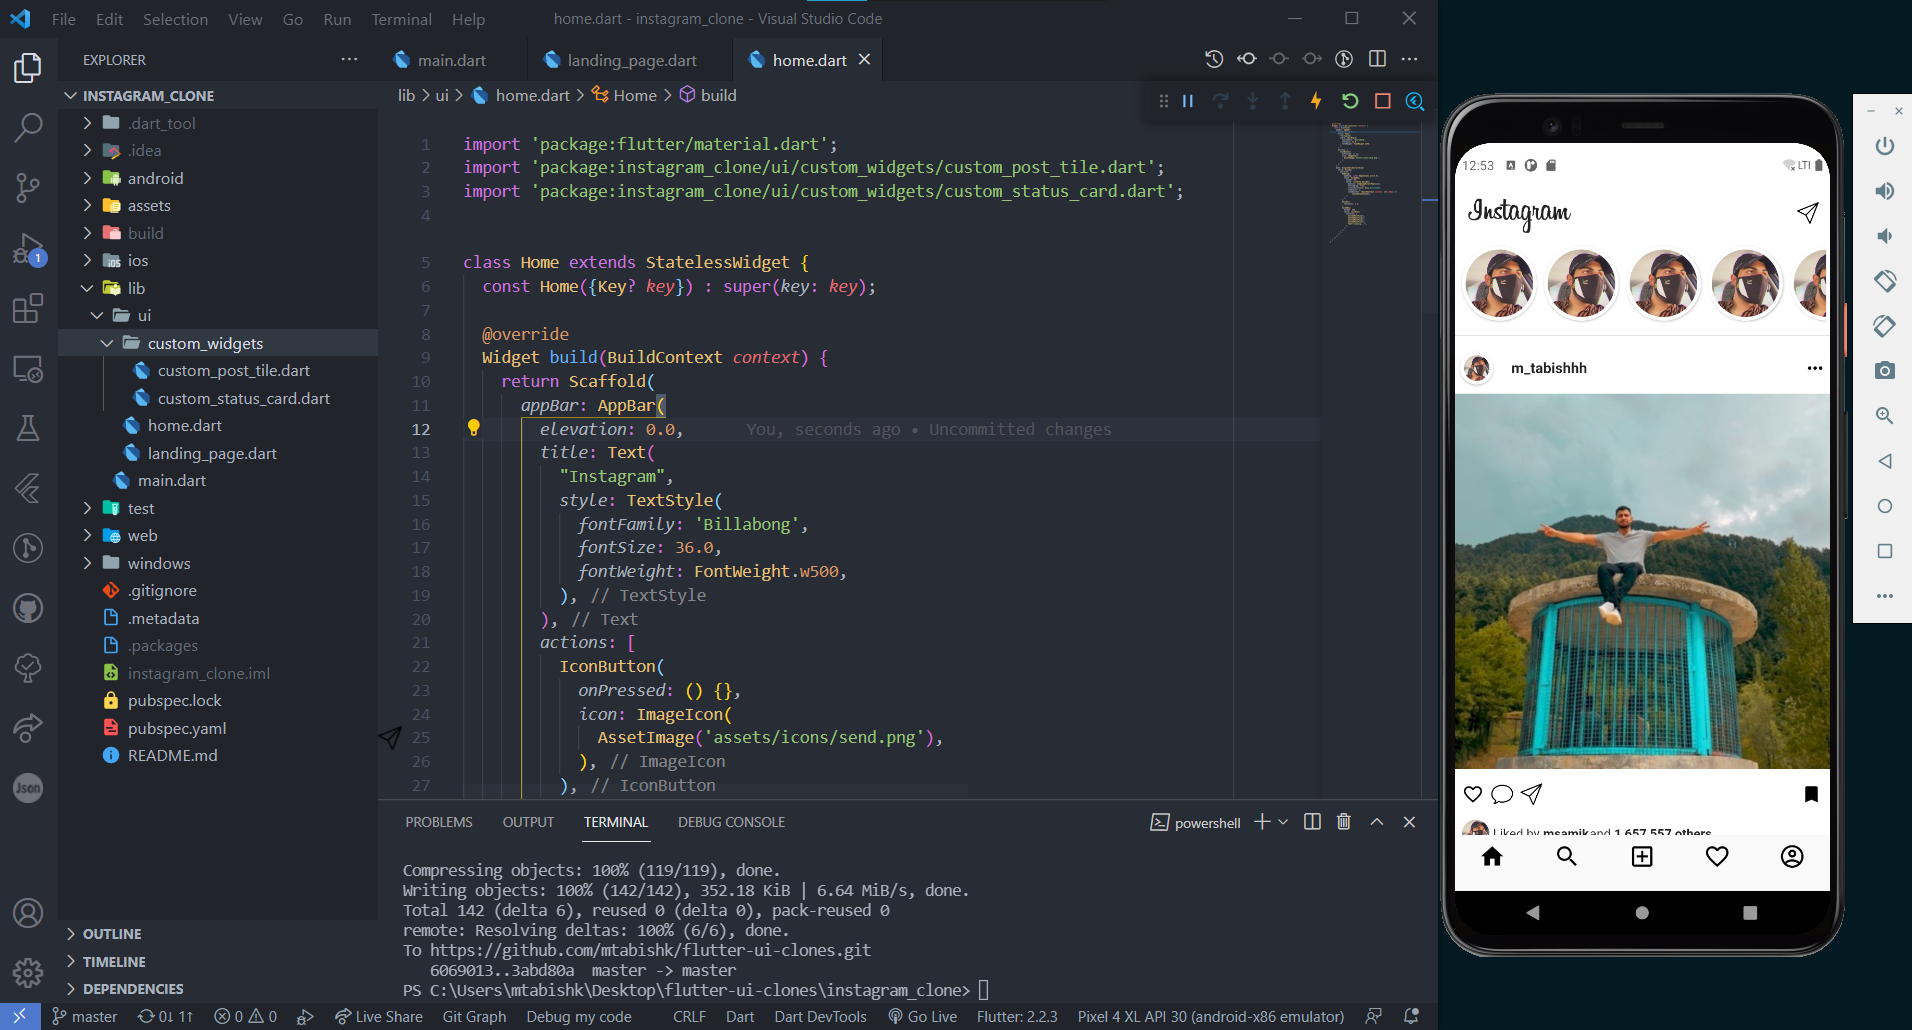 File Edit Selection View Go Run Terminal Help
home.dart - instagram_clone - Visual Studio Code
EXPLORER
main.dart
landing_page.dart
home.dart
INSTAGRAM_CLONE
.dart_tool
.idea
android
assets
build
ios
lib
ui
custom_widgets
custom_post_tile.dart
custom_status_card.dart
home.dart
landing_page.dart
main.dart
test
web
windows
.gitignore
.metadata
.packages
instagram_clone.iml
pubspec.lock
pubspec.yaml
README.md
OUTLINE
TIMELINE
DEPENDENCIES
1
Json
lib > ui > home.dart > Home > build
1 import 'package:flutter/material.dart';
2 import 'package:instagram_clone/ui/custom_widgets/custom_post_tile.dart';
3 import 'package:instagram_clone/ui/custom_widgets/custom_status_card.dart';
4
5 class Home extends StatelessWidget {
6 const Home({Key? key}) : super(key: key);
7
8 @override
9 Widget build(BuildContext context) {
10 return Scaffold(
11 appBar: AppBar(
12 elevation: 0.0, You, seconds ago • Uncommitted changes
13 title: Text(
14 "Instagram",
15 style: TextStyle(
16 fontFamily: 'Billabong',
17 fontSize: 36.0,
18 fontWeight: FontWeight.w500,
19 ), // TextStyle
20 ), // Text
21 actions: [
22 IconButton(
23 onPressed: () {},
24 icon: ImageIcon(
25 AssetImage('assets/icons/send.png'),
26 ), // ImageIcon
27 ), // IconButton
PROBLEMS OUTPUT TERMINAL DEBUG CONSOLE
powershell
Compressing objects: 100% (119/119), done.
Writing objects: 100% (142/142), 352.18 KiB | 6.64 MiB/s, done.
Total 142 (delta 6), reused 0 (delta 0), pack-reused 0
remote: Resolving deltas: 100% (6/6), done.
To https://github.com/mtabishk/flutter-ui-clones.git
6069013..3abd80a master -> master
PS C:\Users\mtabishk\Desktop\flutter-ui-clones\instagram_clone>
master 0↓ 1↑ 0 0 Live Share Git Graph Debug my code CRLF Dart Dart DevTools Go Live Flutter: 2.2.3 Pixel 4 XL API 30 (android-x86 emulator)
12:53
LTE
Instagram
m_tabishhh
Liked by msamikand 1,657,557 others